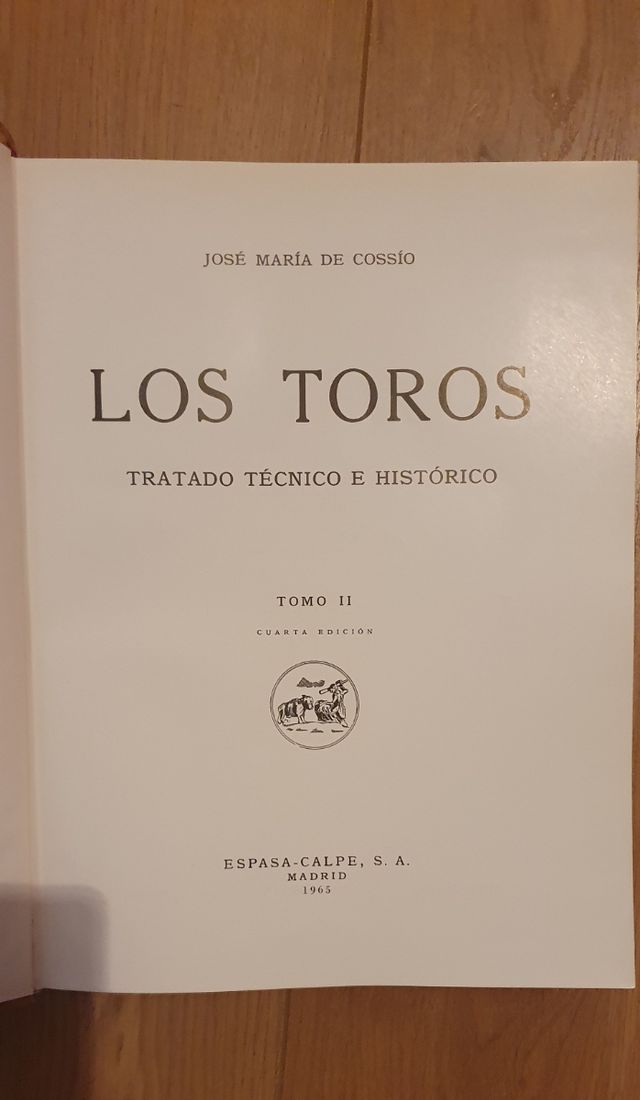 JOSÉ MARÍA DE COSSÍO
LOS TOROS
TRATADO TÉCNICO E HISTÓRICO
TOMO II
CUARTA EDICIÓN
ESPASA-CALPE, S. A.
MADRID
1965